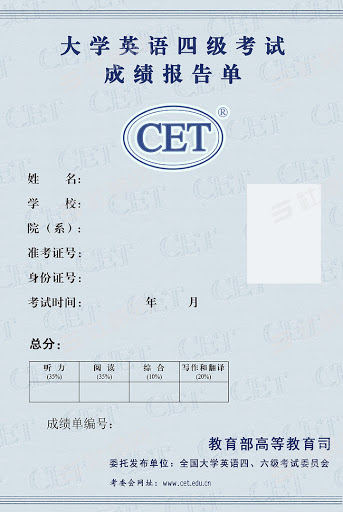 大学英语四级考试
成绩报告单
CET®
姓 名:
学 校:
院（系）:
准考证号:
身份证号:
考试时间: 年 月
总分:
听 力 阅 读 综 合 写作和翻译
(35%) (35%) (10%) (20%)
成绩单编号:
教育部高等教育司
委托发布单位: 全国大学英语四、六级考试委员会
考委会网址: www.cet.edu.cn